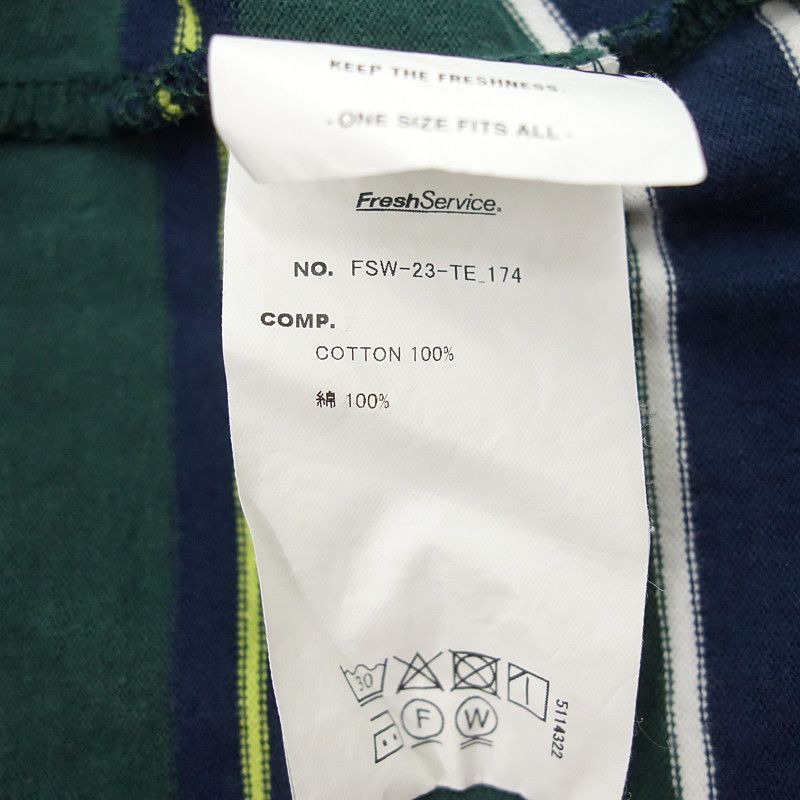 KEEP THE FRESHNESS.
-ONE SIZE FITS ALL-
FreshService®
NO. FSW-23-TE_174
COMP.
COTTON 100%
綿 100%
30
F W
5114322